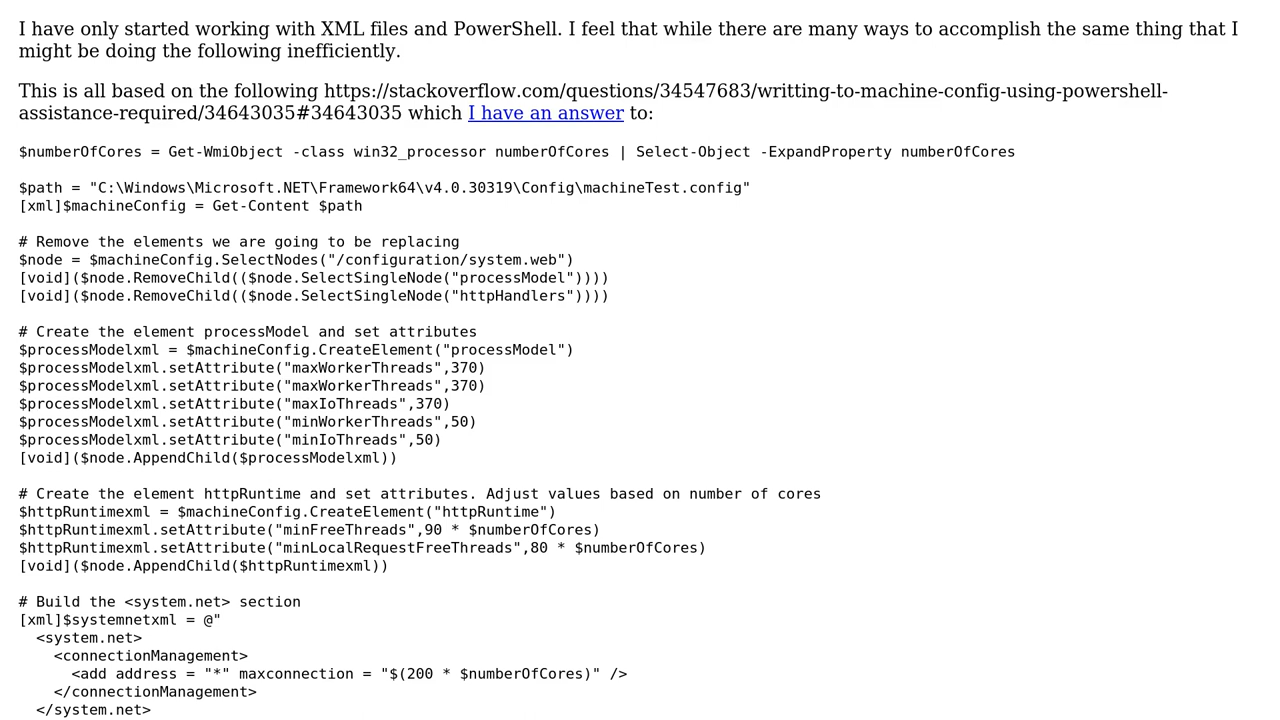 I have only started working with XML files and PowerShell. I feel that while there are many ways to accomplish the same thing that I
might be doing the following inefficiently.
This is all based on the following https://stackoverflow.com/questions/34547683/writting-to-machine-config-using-powershell-
assistance-required/34643035#34643035 which I have an answer to:
$numberOfCores = Get-WmiObject -class win32_processor numberOfCores | Select-Object -ExpandProperty numberOfCores
$path = "C:\Windows\Microsoft.NET\Framework64\v4.0.30319\Config\machineTest.config"
[xml]$machineConfig = Get-Content $path
# Remove the elements we are going to be replacing
$node = $machineConfig.SelectNodes("/configuration/system.web")
[void]($node.RemoveChild(($node.SelectSingleNode("processModel"))))
[void]($node.RemoveChild(($node.SelectSingleNode("httpHandlers"))))
# Create the element processModel and set attributes
$processModelxml = $machineConfig.CreateElement("processModel")
$processModelxml.setAttribute("maxWorkerThreads",370)
$processModelxml.setAttribute("maxWorkerThreads",370)
$processModelxml.setAttribute("maxIoThreads",370)
$processModelxml.setAttribute("minWorkerThreads",50)
$processModelxml.setAttribute("minIoThreads",50)
[void]($node.AppendChild($processModelxml))
# Create the element httpRuntime and set attributes. Adjust values based on number of cores
$httpRuntimexml = $machineConfig.CreateElement("httpRuntime")
$httpRuntimexml.setAttribute("minFreeThreads",90 * $numberOfCores)
$httpRuntimexml.setAttribute("minLocalRequestFreeThreads",80 * $numberOfCores)
[void]($node.AppendChild($httpRuntimexml))
# Build the <system.net> section
[xml]$systemnetxml = @"
  <system.net>
    <connectionManagement>
      <add address = "*" maxconnection = "$(200 * $numberOfCores)" />
    </connectionManagement>
  </system.net>